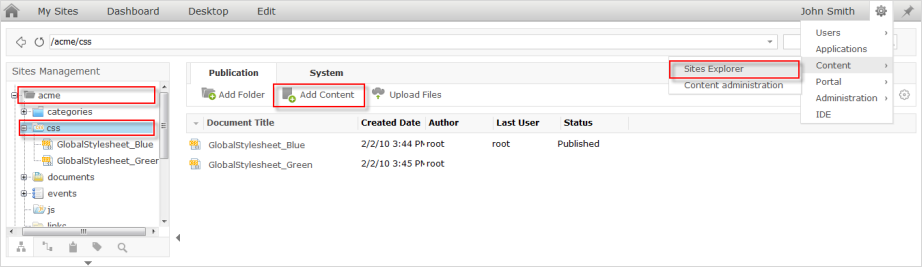 My Sites Dashboard Desktop Edit John Smith
/acme/css
Users
Applications
Content
Portal
Administration
IDE
Sites Explorer
Content administration
Sites Management
acme
categories
css
GlobalStylesheet_Blue
GlobalStylesheet_Green
documents
events
js
links
Publication System
Add Folder Add Content Upload Files
Document Title Created Date Author Last User Status
GlobalStylesheet_Blue 2/2/10 3:44 PM root root Published
GlobalStylesheet_Green 2/2/10 3:45 PM root